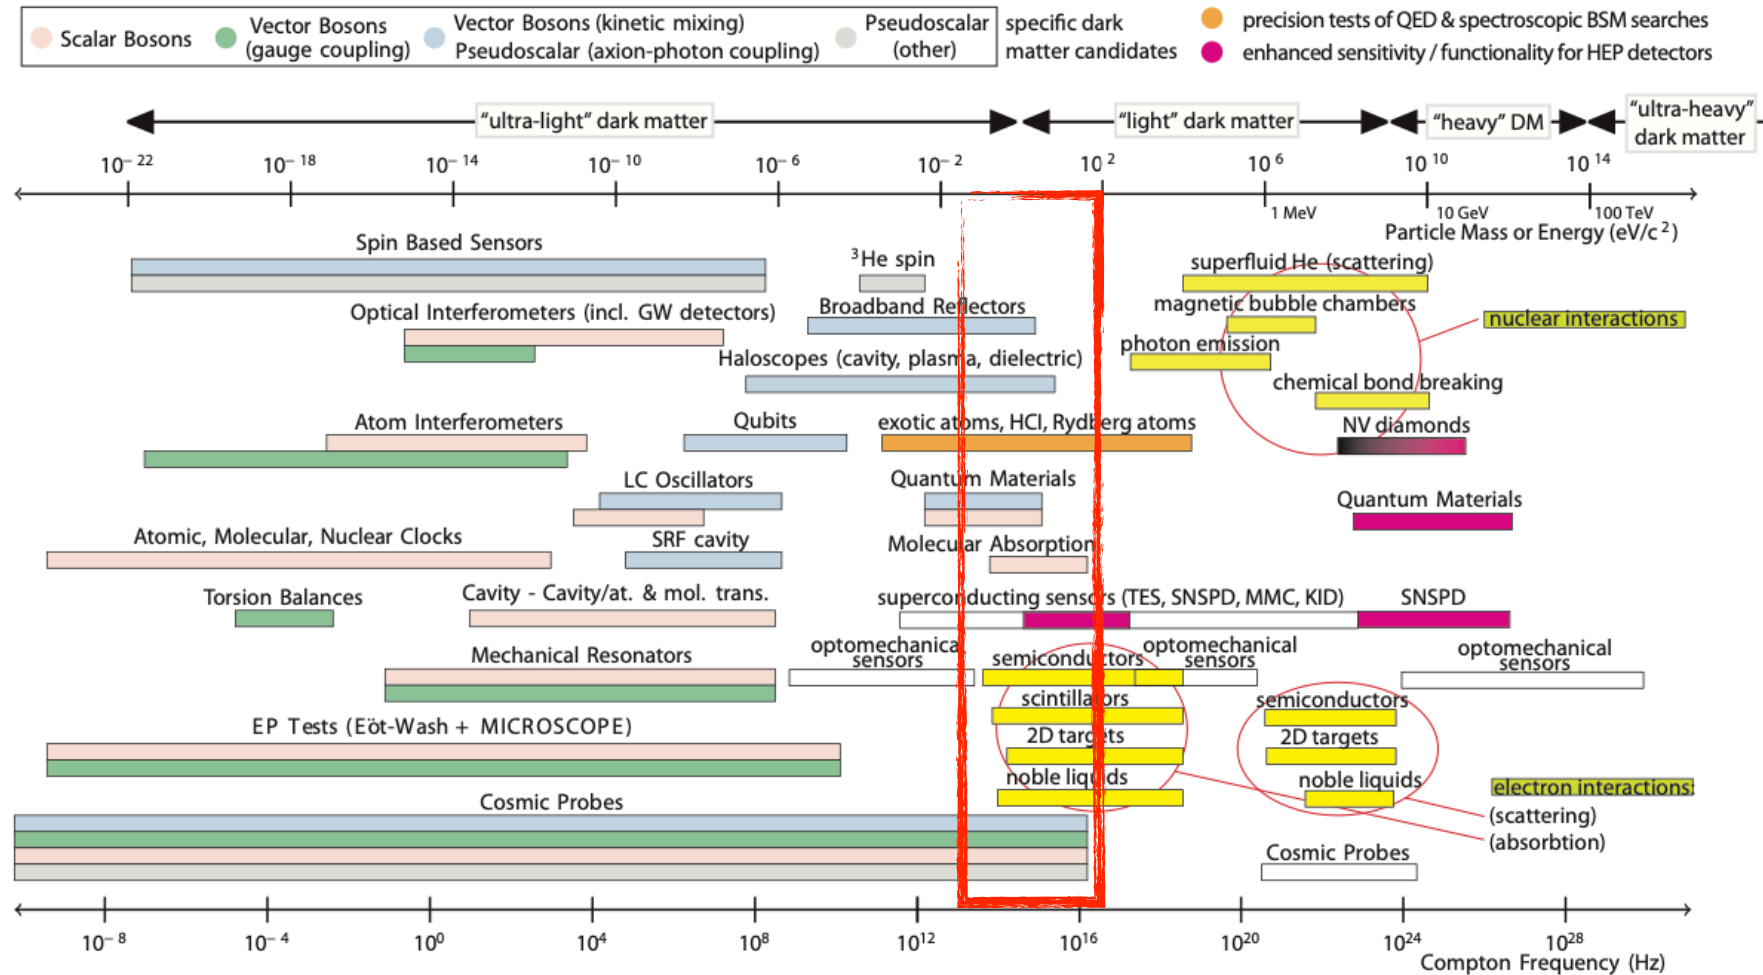 Scalar Bosons
Vector Bosons
(gauge coupling)
Vector Bosons (kinetic mixing)
Pseudoscalar (axion-photon coupling)
Pseudoscalar
(other)
specific dark
matter candidates
precision tests of QED & spectroscopic BSM searches
enhanced sensitivity / functionality for HEP detectors
"ultra-light" dark matter
"light" dark matter
"heavy" DM
"ultra-heavy"
dark matter
10⁻²² 10⁻¹⁸ 10⁻¹⁴ 10⁻¹⁰ 10⁻⁶ 10⁻² 10² 10⁶ 10¹⁰ 10¹⁴
1 MeV 10 GeV 100 TeV
Particle Mass or Energy (eV/c²)
Spin Based Sensors
³He spin
superfluid He (scattering)
Optical Interferometers (incl. GW detectors)
Broadband Reflectors
magnetic bubble chambers
nuclear interactions
photon emission
Haloscopes (cavity, plasma, dielectric)
chemical bond breaking
Atom Interferometers
Qubits
exotic atoms, HCI, Rydberg atoms
NV diamonds
LC Oscillators
Quantum Materials
Quantum Materials
Atomic, Molecular, Nuclear Clocks
SRF cavity
Molecular Absorption
Torsion Balances
Cavity - Cavity/at. & mol. trans.
superconducting sensors (TES, SNSPD, MMC, KID)
SNSPD
Mechanical Resonators
optomechanical
sensors
semiconductors
optomechanical
sensors
optomechanical
sensors
scintillators
semiconductors
EP Tests (Eöt-Wash + MICROSCOPE)
2D targets
2D targets
noble liquids
noble liquids
electron interactions:
(scattering)
(absorbtion)
Cosmic Probes
Cosmic Probes
10⁻⁸ 10⁻⁴ 10⁰ 10⁴ 10⁸ 10¹² 10¹⁶ 10²⁰ 10²⁴ 10²⁸
Compton Frequency (Hz)